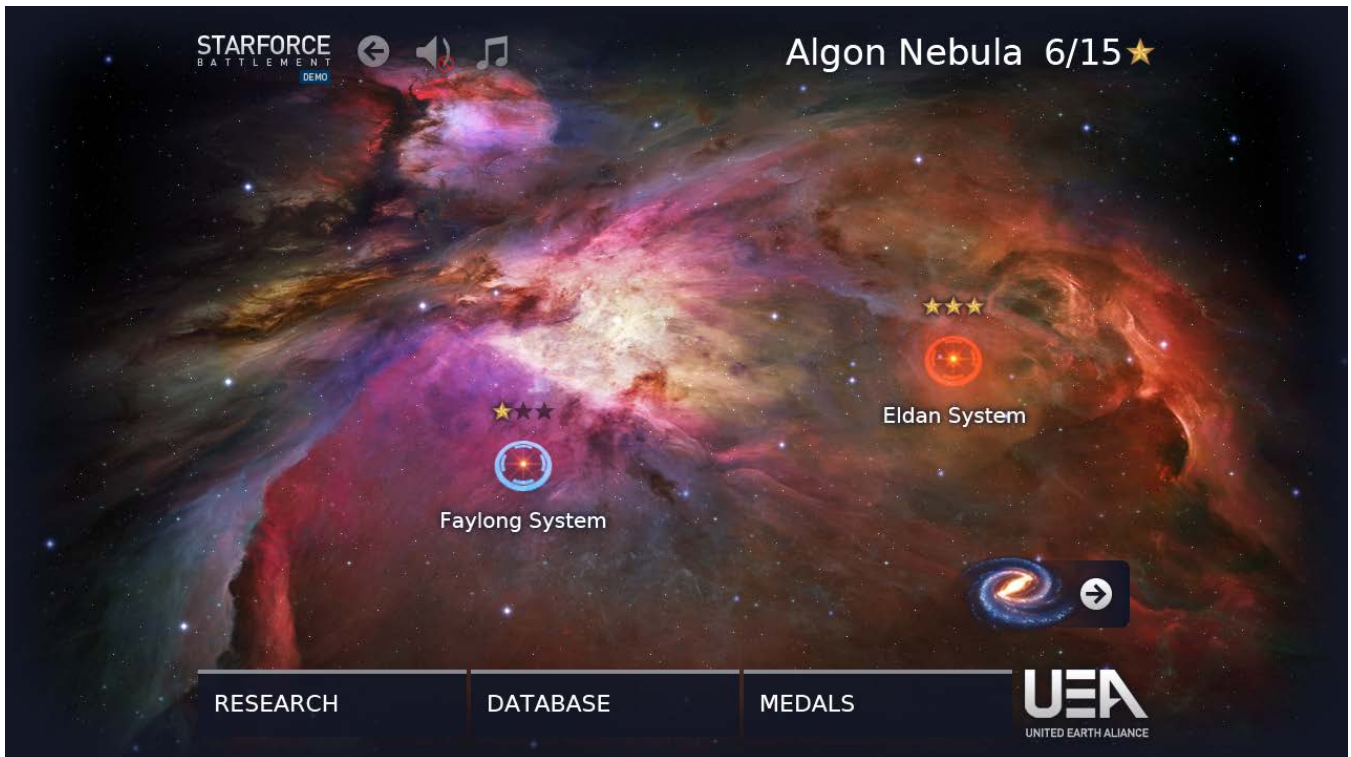 STARFORCE
BATTLEMENT
DEMO
Algon Nebula 6/15
Eldan System
Faylong System
RESEARCH
DATABASE
MEDALS
UEA
UNITED EARTH ALIANCE